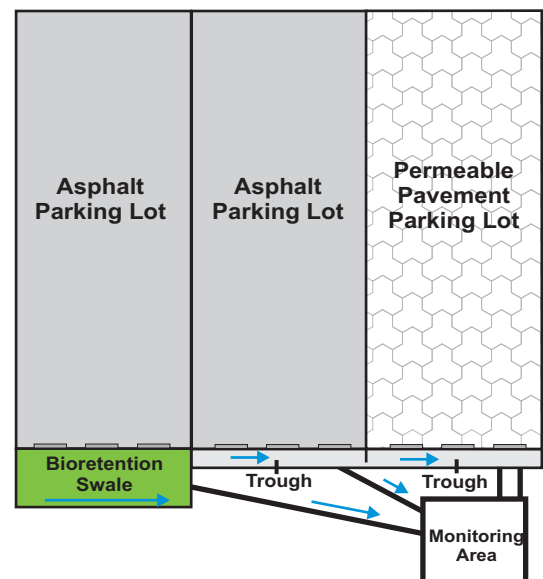 Asphalt
Parking Lot
Asphalt
Parking Lot
Permeable
Pavement
Parking Lot
Bioretention
Swale
Trough
Trough
Monitoring
Area